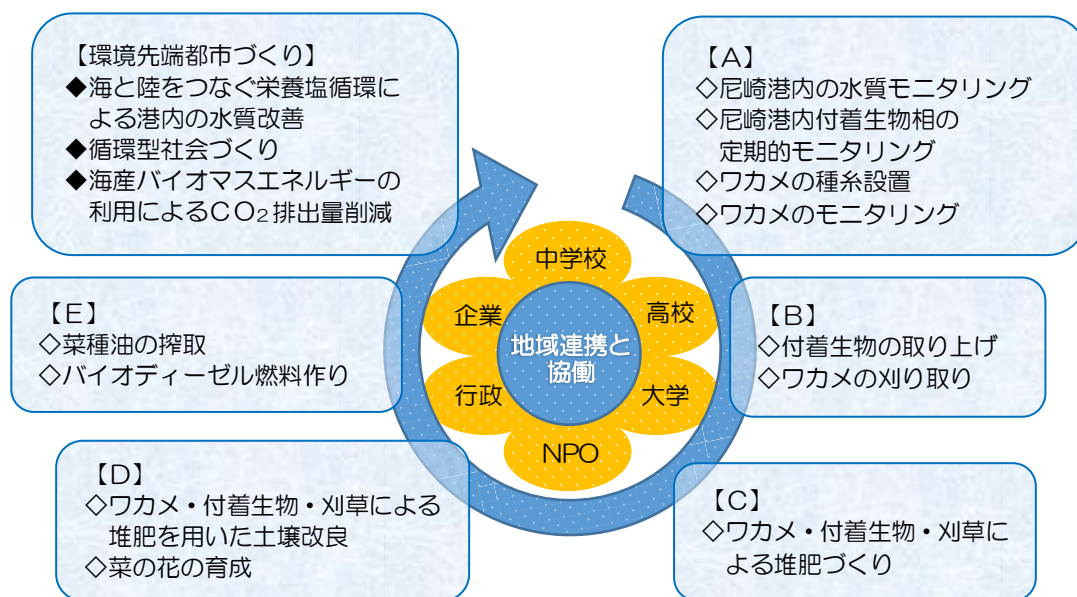 【環境先端都市づくり】
◆海と陸をつなぐ栄養塩循環に
よる港内の水質改善
◆循環型社会づくり
◆海産バイオマスエネルギーの
利用によるCO₂排出量削減
【A】
◇尼崎港内の水質モニタリング
◇尼崎港内付着生物相の
定期的モニタリング
◇ワカメの種糸設置
◇ワカメのモニタリング
【B】
◇付着生物の取り上げ
◇ワカメの刈り取り
【C】
◇ワカメ・付着生物・刈草に
よる堆肥づくり
【D】
◇ワカメ・付着生物・刈草による
堆肥を用いた土壌改良
◇菜の花の育成
【E】
◇菜種油の搾取
◇バイオディーゼル燃料作り
中学校
高校
大学
NPO
行政
企業
地域連携と
協働